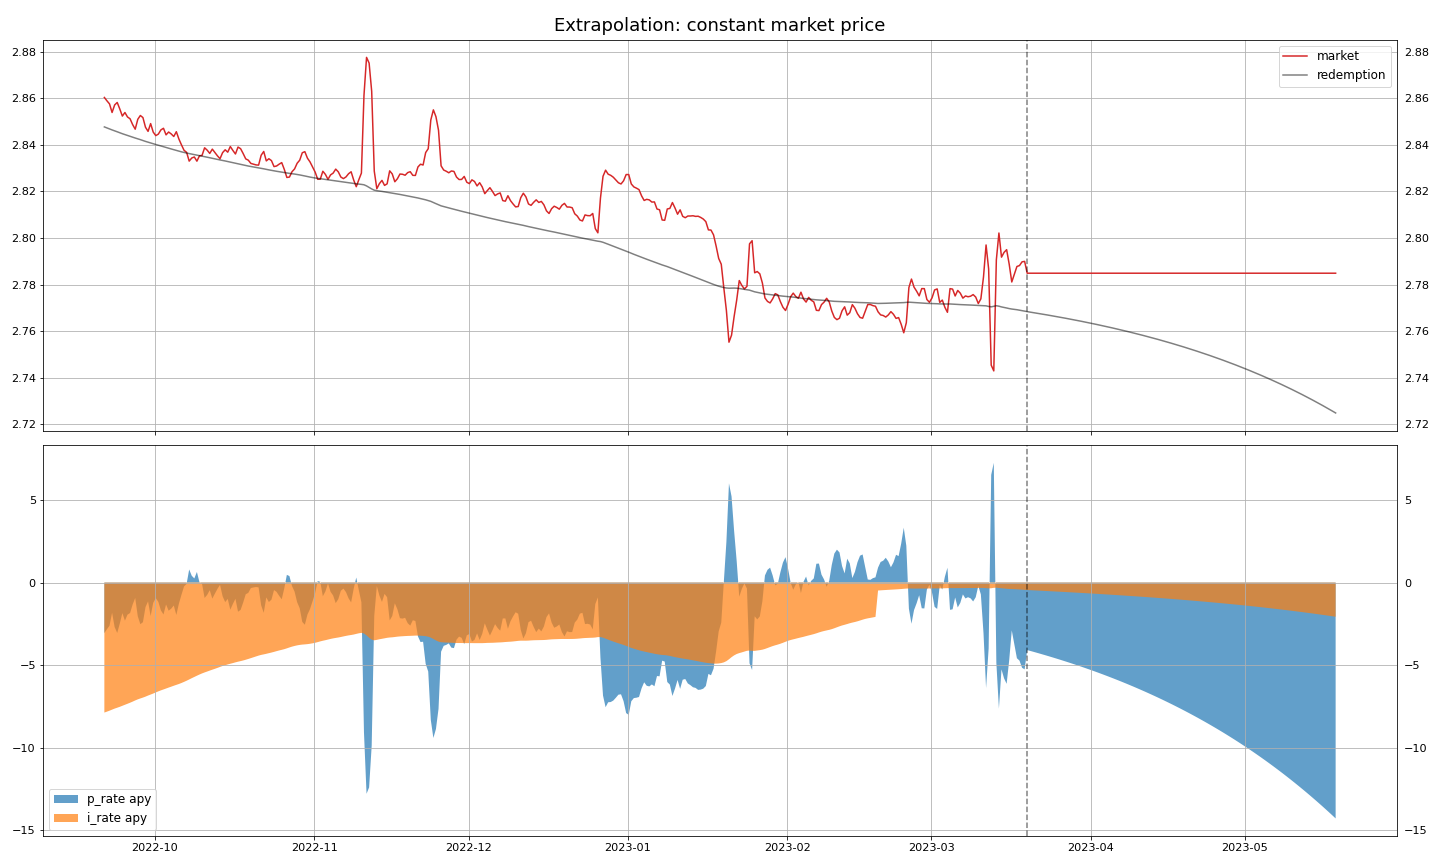 Extrapolation: constant market price
2.88 2.88
market
redemption
2.86 2.86
2.84 2.84
2.82 2.82
2.80 2.80
2.78 2.78
2.76 2.76
2.74 2.74
2.72 2.72
5 5
0 0
−5 −5
−10 −10
p_rate apy
i_rate apy
−15 −15
2022-10 2022-11 2022-12 2023-01 2023-02 2023-03 2023-04 2023-05